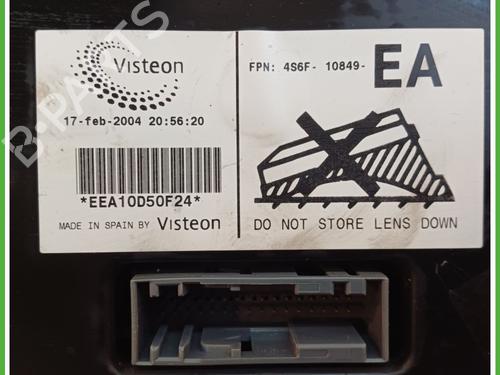 Visteon
FPN: 4S6F- 10849- EA
17-feb-2004 20:56:20
*EEA10D50F24*
MADE IN SPAIN BY Visteon
DO NOT STORE LENS DOWN
B-PARTS